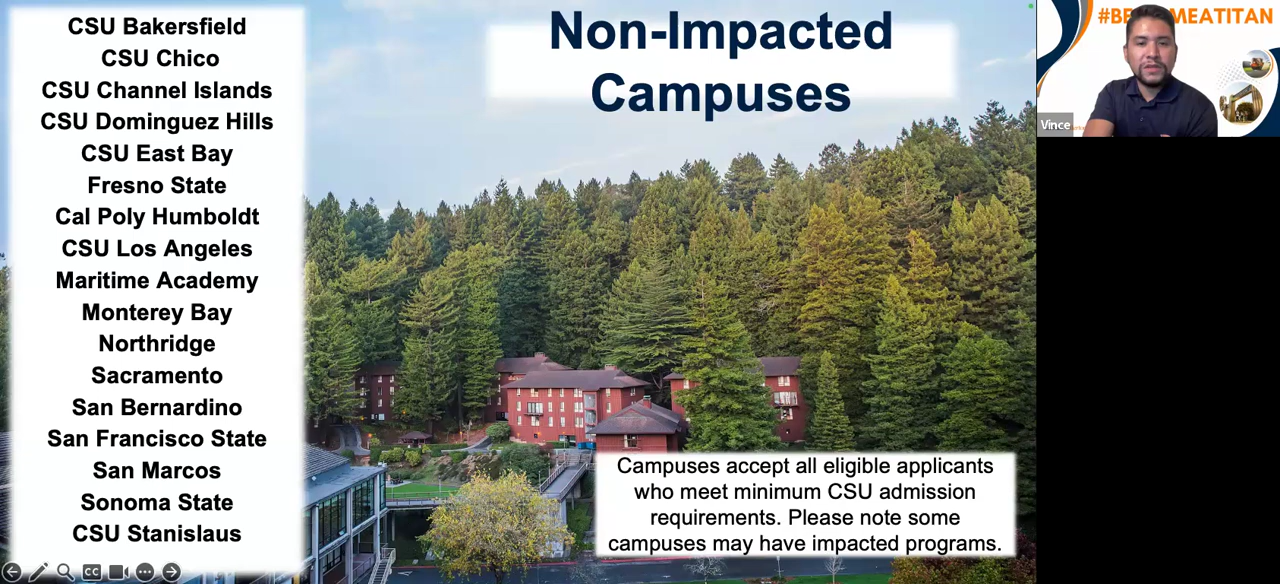 CSU Bakersfield
CSU Chico
CSU Channel Islands
CSU Dominguez Hills
CSU East Bay
Fresno State
Cal Poly Humboldt
CSU Los Angeles
Maritime Academy
Monterey Bay
Northridge
Sacramento
San Bernardino
San Francisco State
San Marcos
Sonoma State
CSU Stanislaus
Non-Impacted
Campuses
Campuses accept all eligible applicants
who meet minimum CSU admission
requirements. Please note some
campuses may have impacted programs.
MEATITAN
Vince
CC